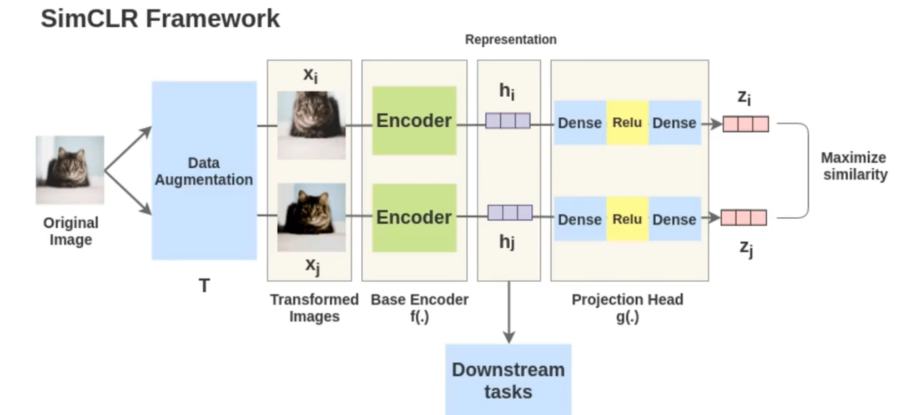 SimCLR Framework
Representation
xi
hi
zi
Encoder
Dense Relu Dense
Data
Augmentation
Maximize
similarity
Original
Image
Encoder
Dense Relu Dense
xj
hj
zj
T
Transformed
Images
Base Encoder
f(.)
Projection Head
g(.)
Downstream
tasks